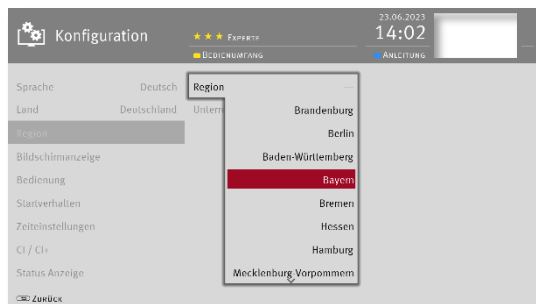 Konfiguration
★ ★ ★ EXPERTE
BEDIENUMFANG
23.06.2023
14:02
ANLEITUNG
Sprache Deutsch
Land Deutschland
Region
Bildschirmanzeige
Bedienung
Startverhalten
Zeiteinstellungen
CI / CI+
Status Anzeige
Region —
Untern
Brandenburg
Berlin
Baden-Württemberg
Bayern
Bremen
Hessen
Hamburg
Mecklenburg-Vorpommern
ZURÜCK